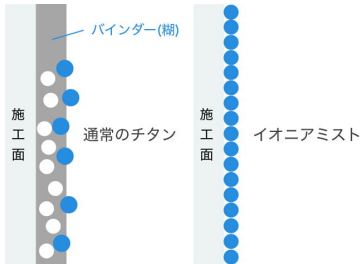 バインダー(糊)
施工面
通常のチタン
施工面
イオニアミスト